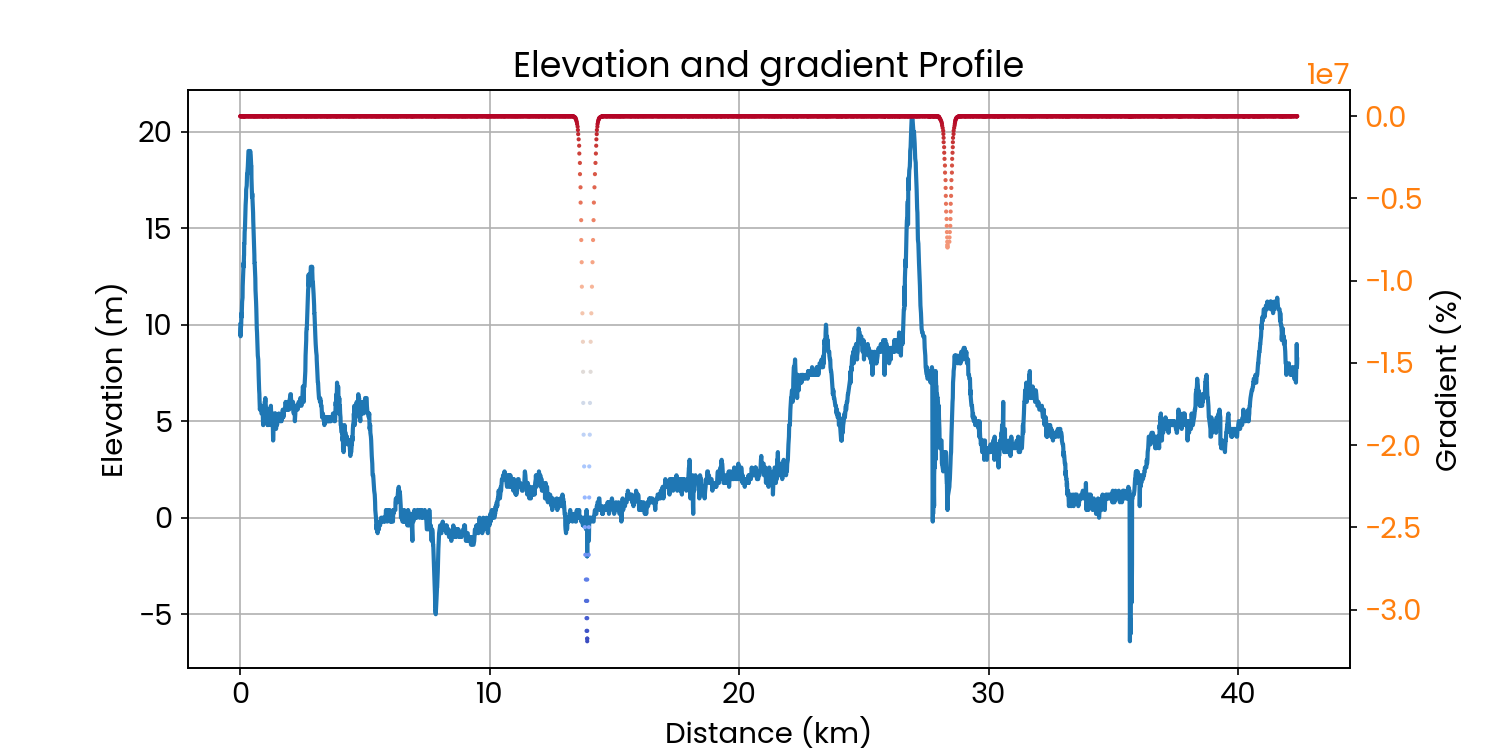 Elevation and gradient Profile
1e7
Elevation (m)
20
15
10
5
0
−5
0.0
−0.5
−1.0
−1.5
−2.0
−2.5
−3.0
Gradient (%)
0 10 20 30 40
Distance (km)